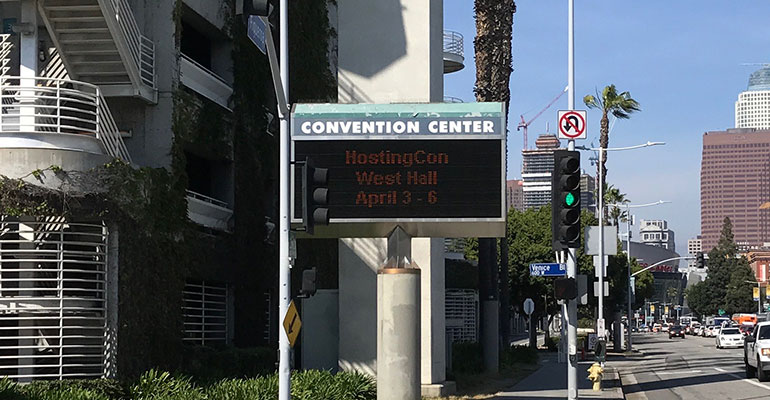 CONVENTION CENTER
HostingCon
West Hall
April 3 - 6
Venice Bl